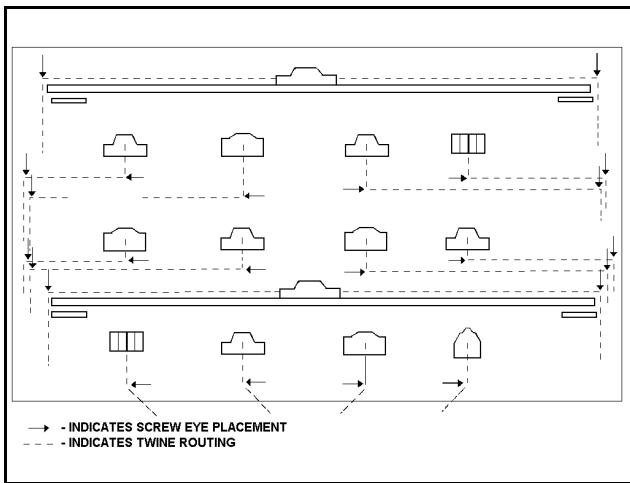 - INDICATES SCREW EYE PLACEMENT
- INDICATES TWINE ROUTING